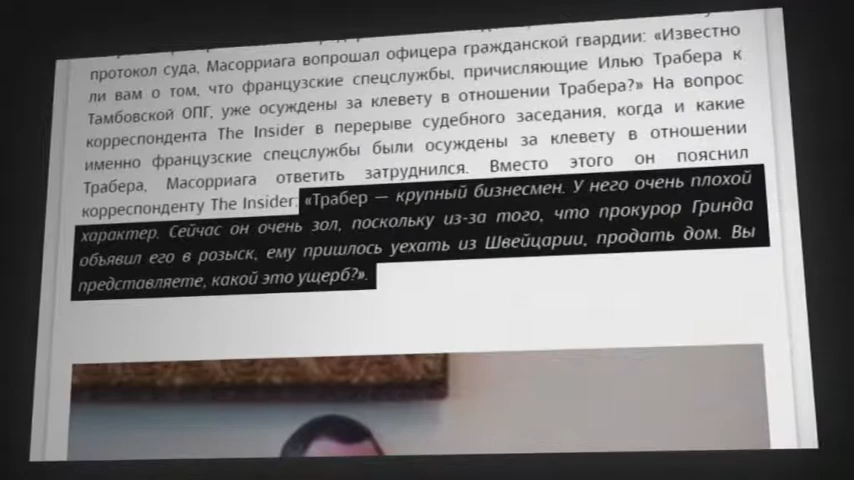 протокол суда, Масорриага вопрошал офицера гражданской гвардии: «Известно
ли вам о том, что французские спецслужбы, причисляющие Илью Трабера к
Тамбовской ОПГ, уже осуждены за клевету в отношении Трабера?» На вопрос
корреспондента The Insider в перерыве судебного заседания, когда и какие
именно французские спецслужбы были осуждены за клевету в отношении
Трабера, Масорриага ответить затруднился. Вместо этого он пояснил
корреспонденту The Insider: «Трабер — крупный бизнесмен. У него очень плохой
характер. Сейчас он очень зол, поскольку из-за того, что прокурор Гринда
объявил его в розыск, ему пришлось уехать из Швейцарии, продать дом. Вы
представляете, какой это ущерб?».